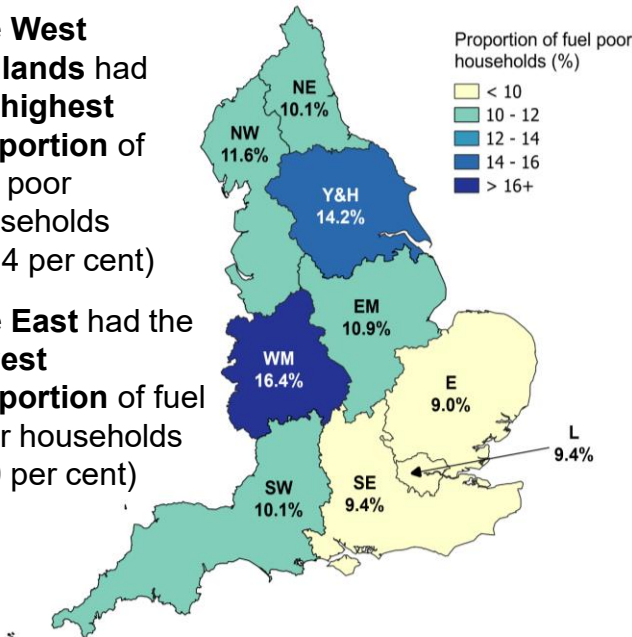 West
lands had
highest
portion of
poor
seholds
4 per cent)
East had the
est
portion of fuel
r households
per cent)
Proportion of fuel poor
households (%)
< 10
10 - 12
12 - 14
14 - 16
> 16+
NE
10.1%
NW
11.6%
Y&H
14.2%
EM
10.9%
WM
16.4%
E
9.0%
L
9.4%
SE
9.4%
SW
10.1%